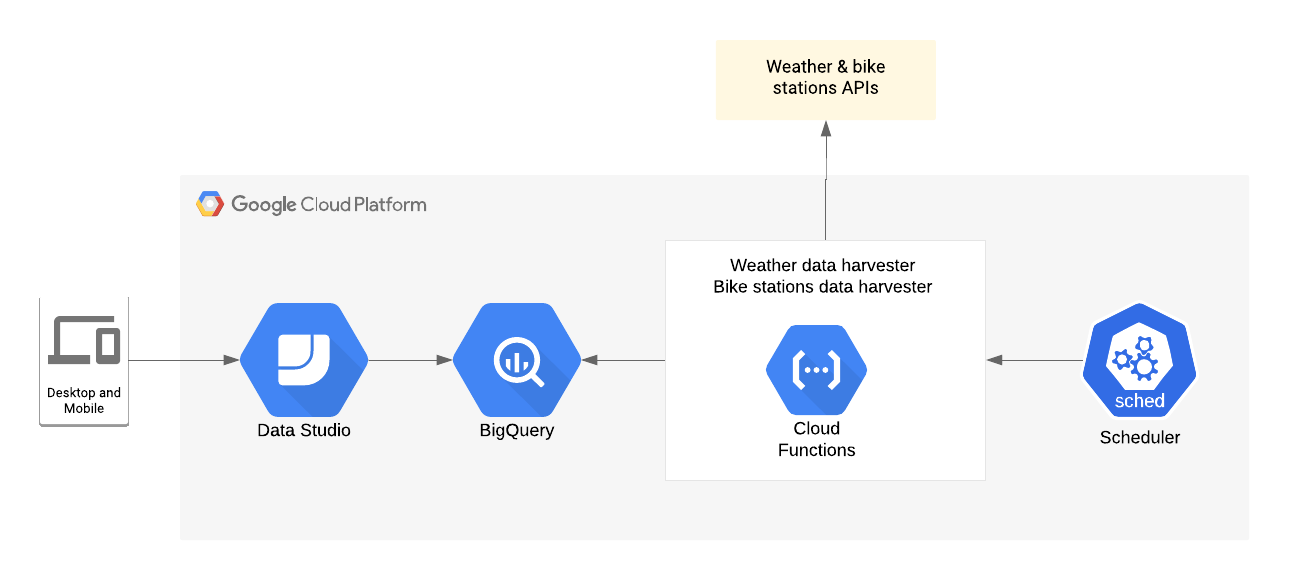 Weather & bike
stations APIs
Google Cloud Platform
Weather data harvester
Bike stations data harvester
Desktop and
Mobile
Data Studio
BigQuery
Cloud
Functions
sched
Scheduler